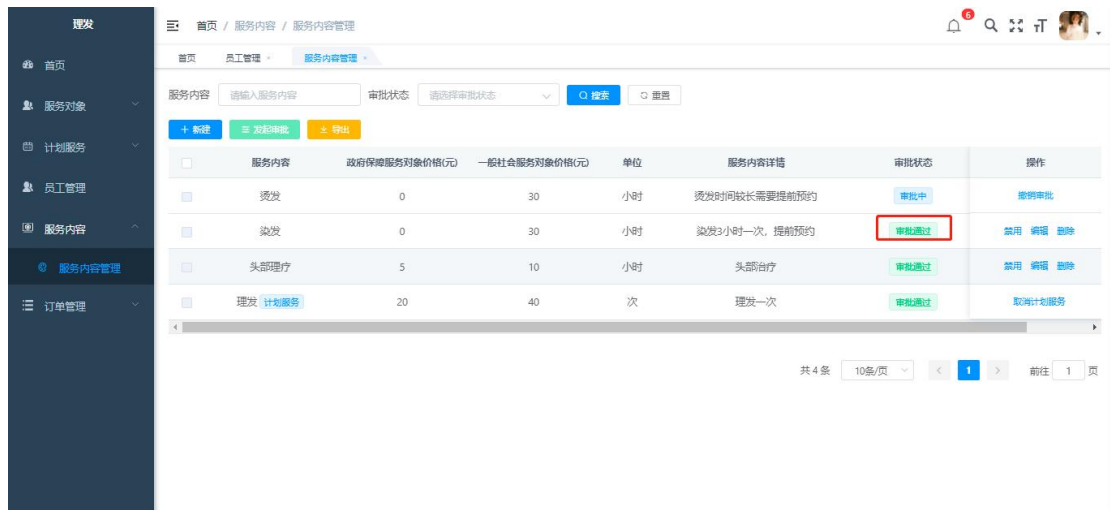 理发
首页 / 服务内容 / 服务内容管理
6
首页
服务对象
计划服务
员工管理
服务内容
服务内容管理
订单管理
首页 员工管理 × 服务内容管理 ×
服务内容 请输入服务内容 审批状态 请选择审批状态 搜索 重置
+ 新建 发起审批 导出
服务内容 政府保障服务对象价格(元) 一般社会服务对象价格(元) 单位 服务内容详情 审批状态 操作
烫发 0 30 小时 烫发时间较长需要提前预约 审批中 撤销审批
染发 0 30 小时 染发3小时一次，提前预约 审批通过 禁用 编辑 删除
头部理疗 5 10 小时 头部治疗 审批通过 禁用 编辑 删除
理发 计划服务 20 40 次 理发一次 审批通过 取消计划服务
共 4 条 10条/页 < 1 > 前往 1 页